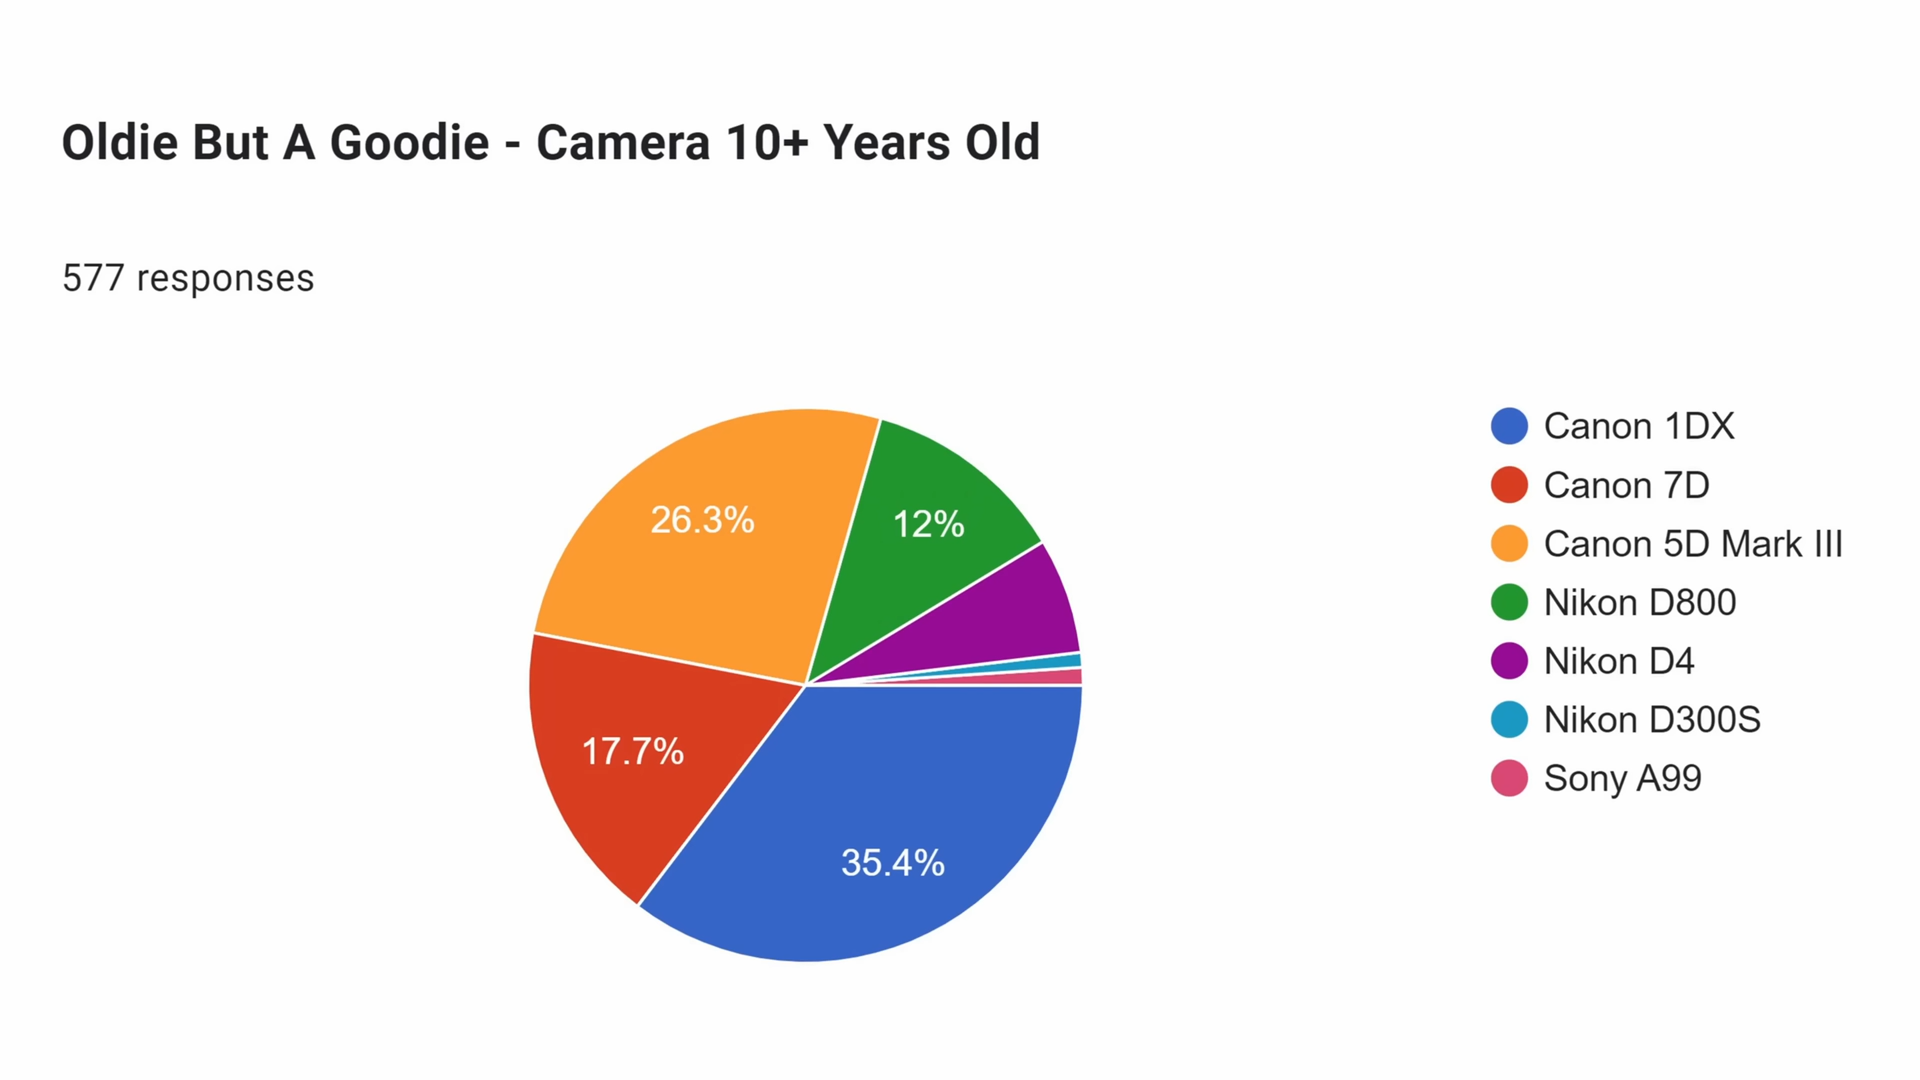 Oldie But A Goodie - Camera 10+ Years Old
577 responses
26.3%
12%
17.7%
35.4%
Canon 1DX
Canon 7D
Canon 5D Mark III
Nikon D800
Nikon D4
Nikon D300S
Sony A99